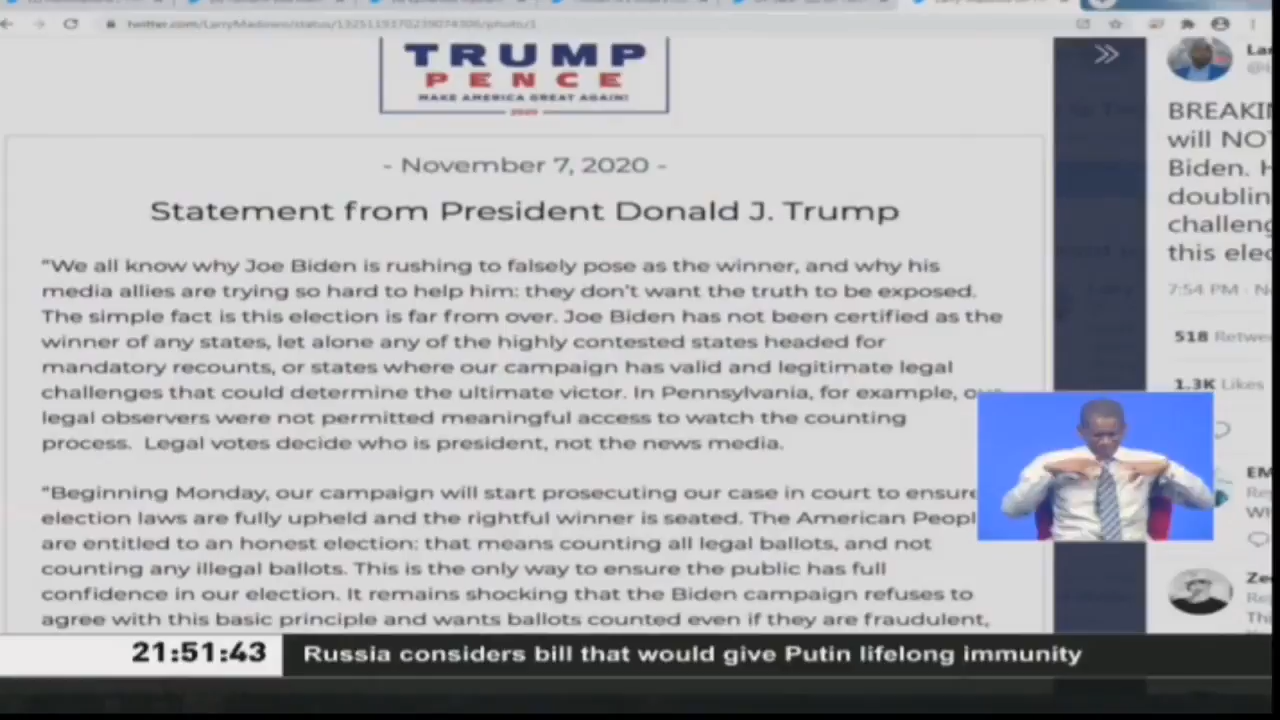 TRUMP
PENCE
MAKE AMERICA GREAT AGAIN!
2020
- November 7, 2020 -
Statement from President Donald J. Trump
"We all know why Joe Biden is rushing to falsely pose as the winner, and why his
media allies are trying so hard to help him: they don't want the truth to be exposed.
The simple fact is this election is far from over. Joe Biden has not been certified as the
winner of any states, let alone any of the highly contested states headed for
mandatory recounts, or states where our campaign has valid and legitimate legal
challenges that could determine the ultimate victor. In Pennsylvania, for example,
legal observers were not permitted meaningful access to watch the counting
process. Legal votes decide who is president, not the news media.
"Beginning Monday, our campaign will start prosecuting our case in court to ensure
election laws are fully upheld and the rightful winner is seated. The American Peopl
are entitled to an honest election: that means counting all legal ballots, and not
counting any illegal ballots. This is the only way to ensure the public has full
confidence in our election. It remains shocking that the Biden campaign refuses to
agree with this basic principle and wants ballots counted even if they are fraudulent,
BREAKI
will NO
Biden. H
doublin
challeng
this elec
7:54 PM
518 Retwe
1.3K Likes
EM
Zee
21:51:43
Russia considers bill that would give Putin lifelong immunity